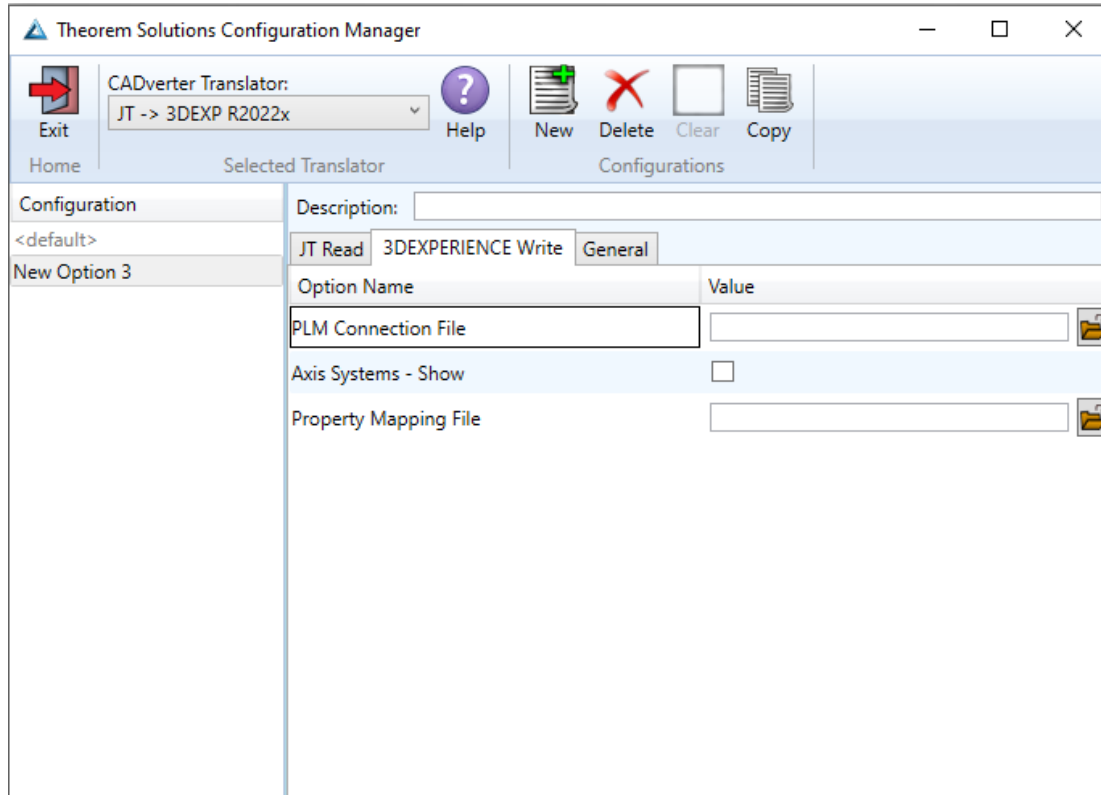 Theorem Solutions Configuration Manager
CADverter Translator:
JT -> 3DEXP R2022x
Exit
Help
New
Delete
Clear
Copy
Home
Selected Translator
Configurations
Configuration
<default>
New Option 3
Description:
JT Read
3DEXPERIENCE Write
General
Option Name
Value
PLM Connection File
Axis Systems - Show
Property Mapping File